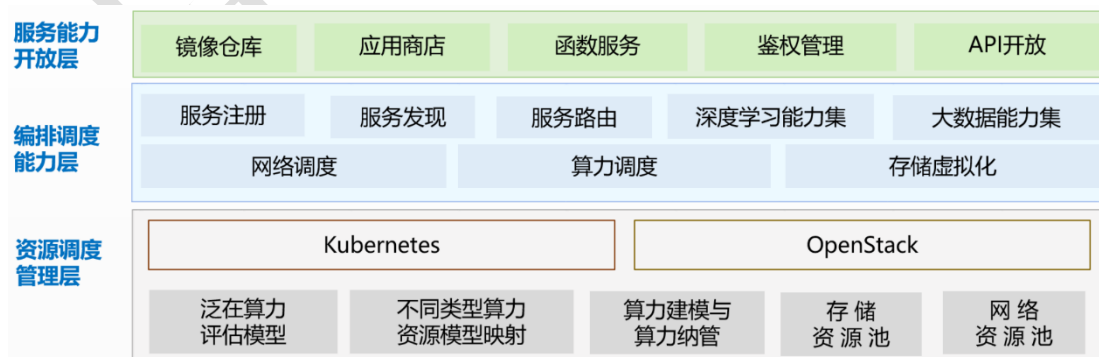 服务能力
开放层
镜像仓库 应用商店 函数服务 鉴权管理 API开放
编排调度
能力层
服务注册 服务发现 服务路由 深度学习能力集 大数据能力集
网络调度 算力调度 存储虚拟化
资源调度
管理层
Kubernetes OpenStack
泛在算力 不同类型算力 算力建模与 存 储 网 络
评估模型 资源模型映射 算力纳管 资 源 池 资 源 池